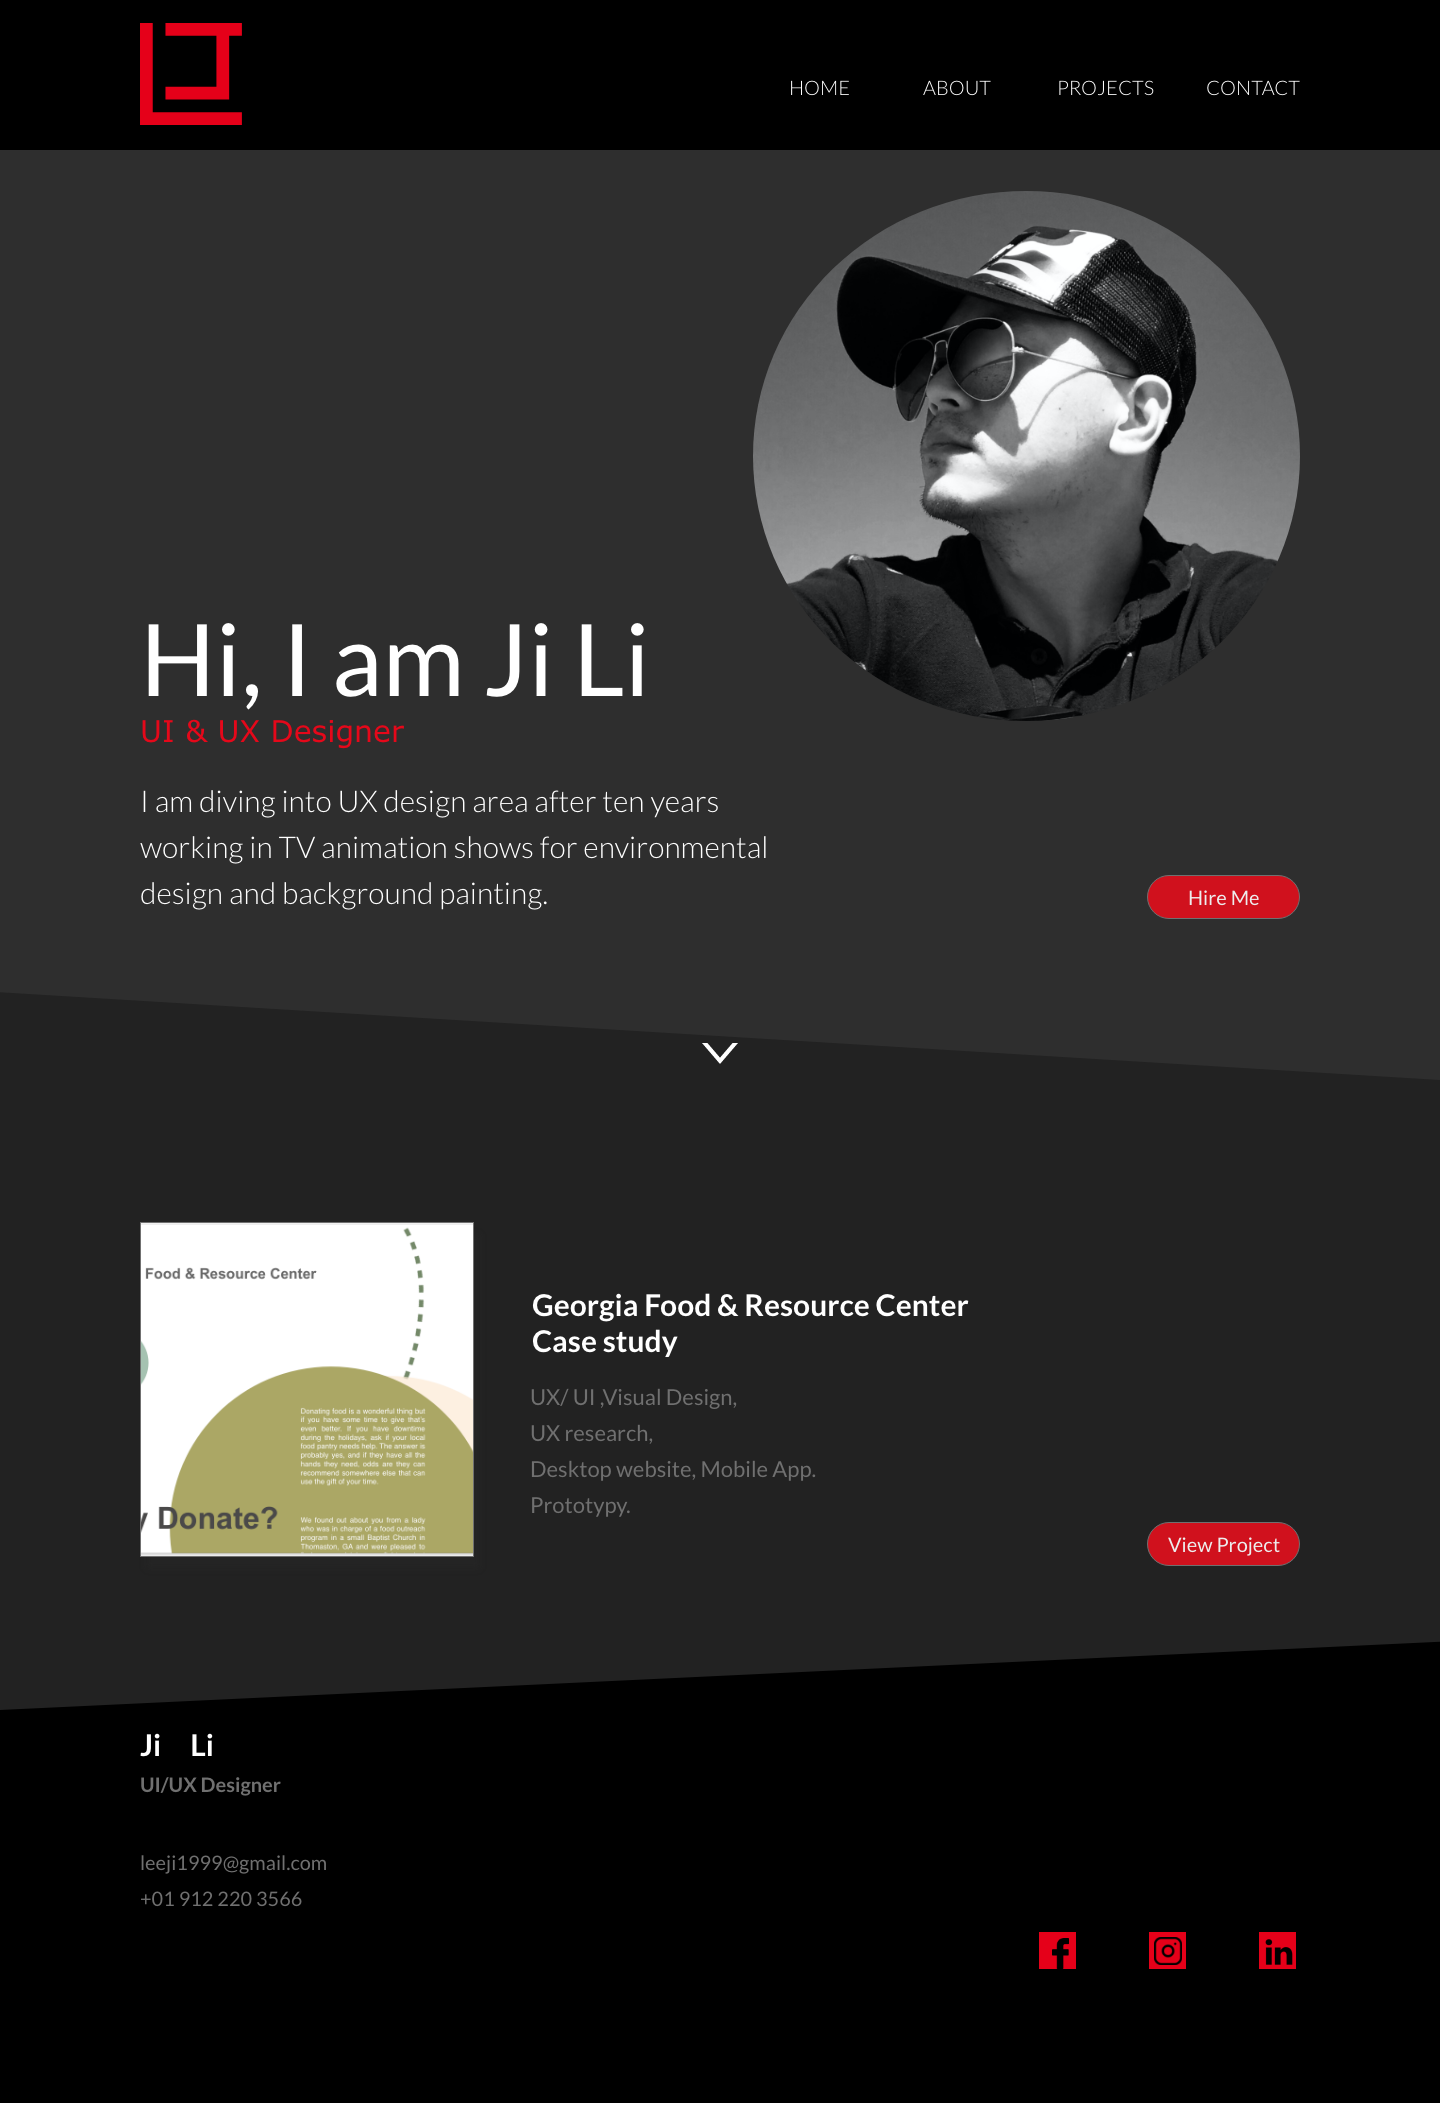 HOME ABOUT PROJECTS CONTACT
Hi, I am Ji Li
UI & UX Designer
I am diving into UX design area after ten years
working in TV animation shows for environmental
design and background painting.
Hire Me
Food & Resource Center
Donating food is a wonderful thing but
if you have some time to give that's
even better. If you have downtime
during the holidays, ask if your local
food pantry needs help. The answer is
probably yes, and if they have all the
hands they need, odds are they can
recommend somewhere else that can
use the gift of your time.
y Donate?
We found out about you from a lady
who was in charge of a food outreach
program in a small Baptist Church in
Thomaston, GA and were pleased to
Georgia Food & Resource Center
Case study
UX/ UI ,Visual Design,
UX research,
Desktop website, Mobile App.
Prototypy.
View Project
Ji Li
UI/UX Designer
leeji1999@gmail.com
+01 912 220 3566